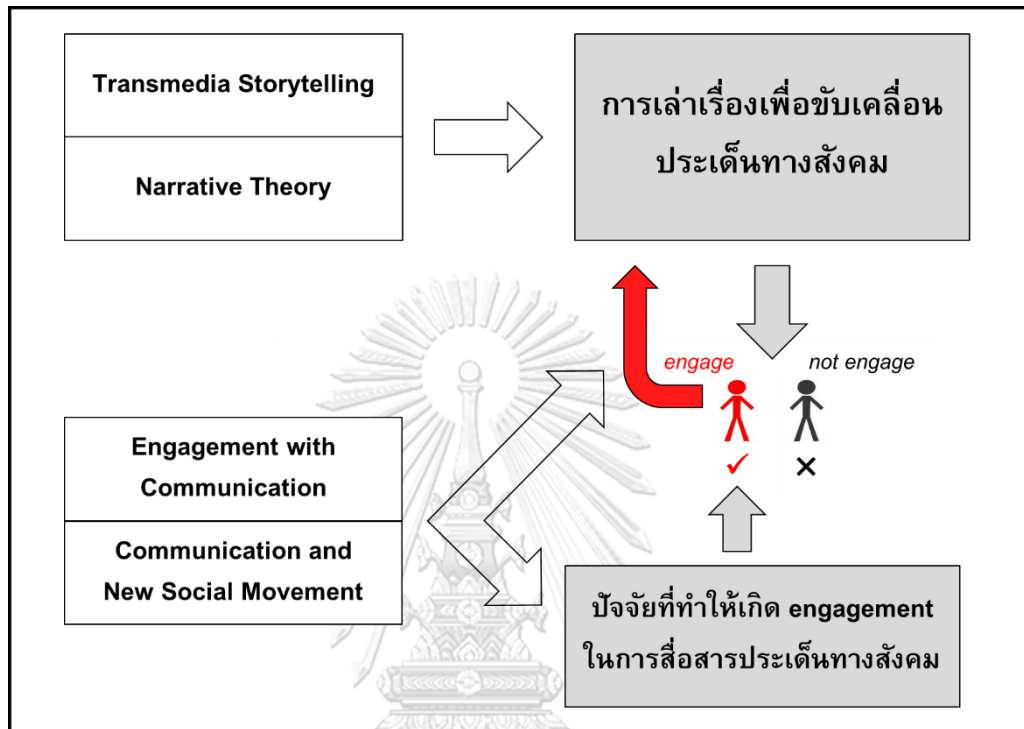 Transmedia Storytelling
Narrative Theory
การเล่าเรื่องเพื่อขับเคลื่อน
ประเด็นทางสังคม
engage
not engage
Engagement with
Communication
Communication and
New Social Movement
ปัจจัยที่ทำให้เกิด engagement
ในการสื่อสารประเด็นทางสังคม